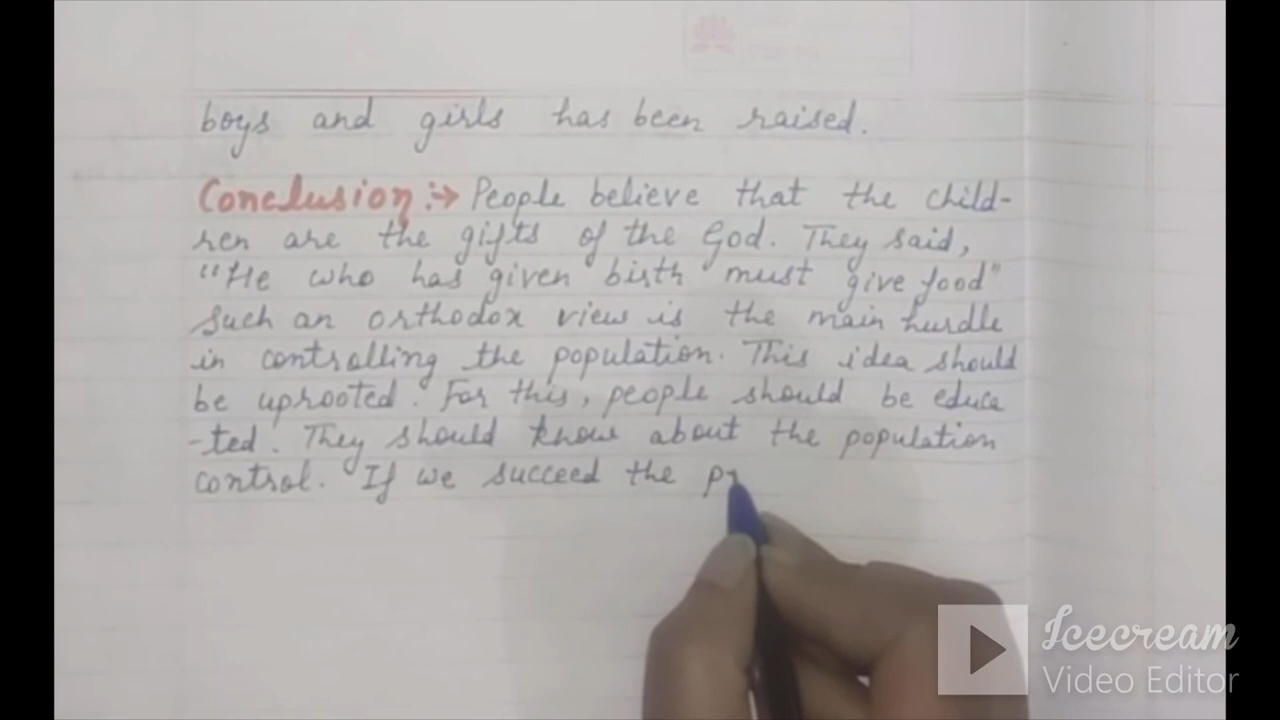 boys and girls has been raised.
Conclusion :→ People believe that the child-
ren are the gifts of the God. They said,
"He who has given birth must give food"
Such an orthodox view is the main hurdle
in controlling the population. This idea should
be uprooted. For this, people should be educa
-ted. They should know about the population
control. If we succeed the
Icecream
Video Editor